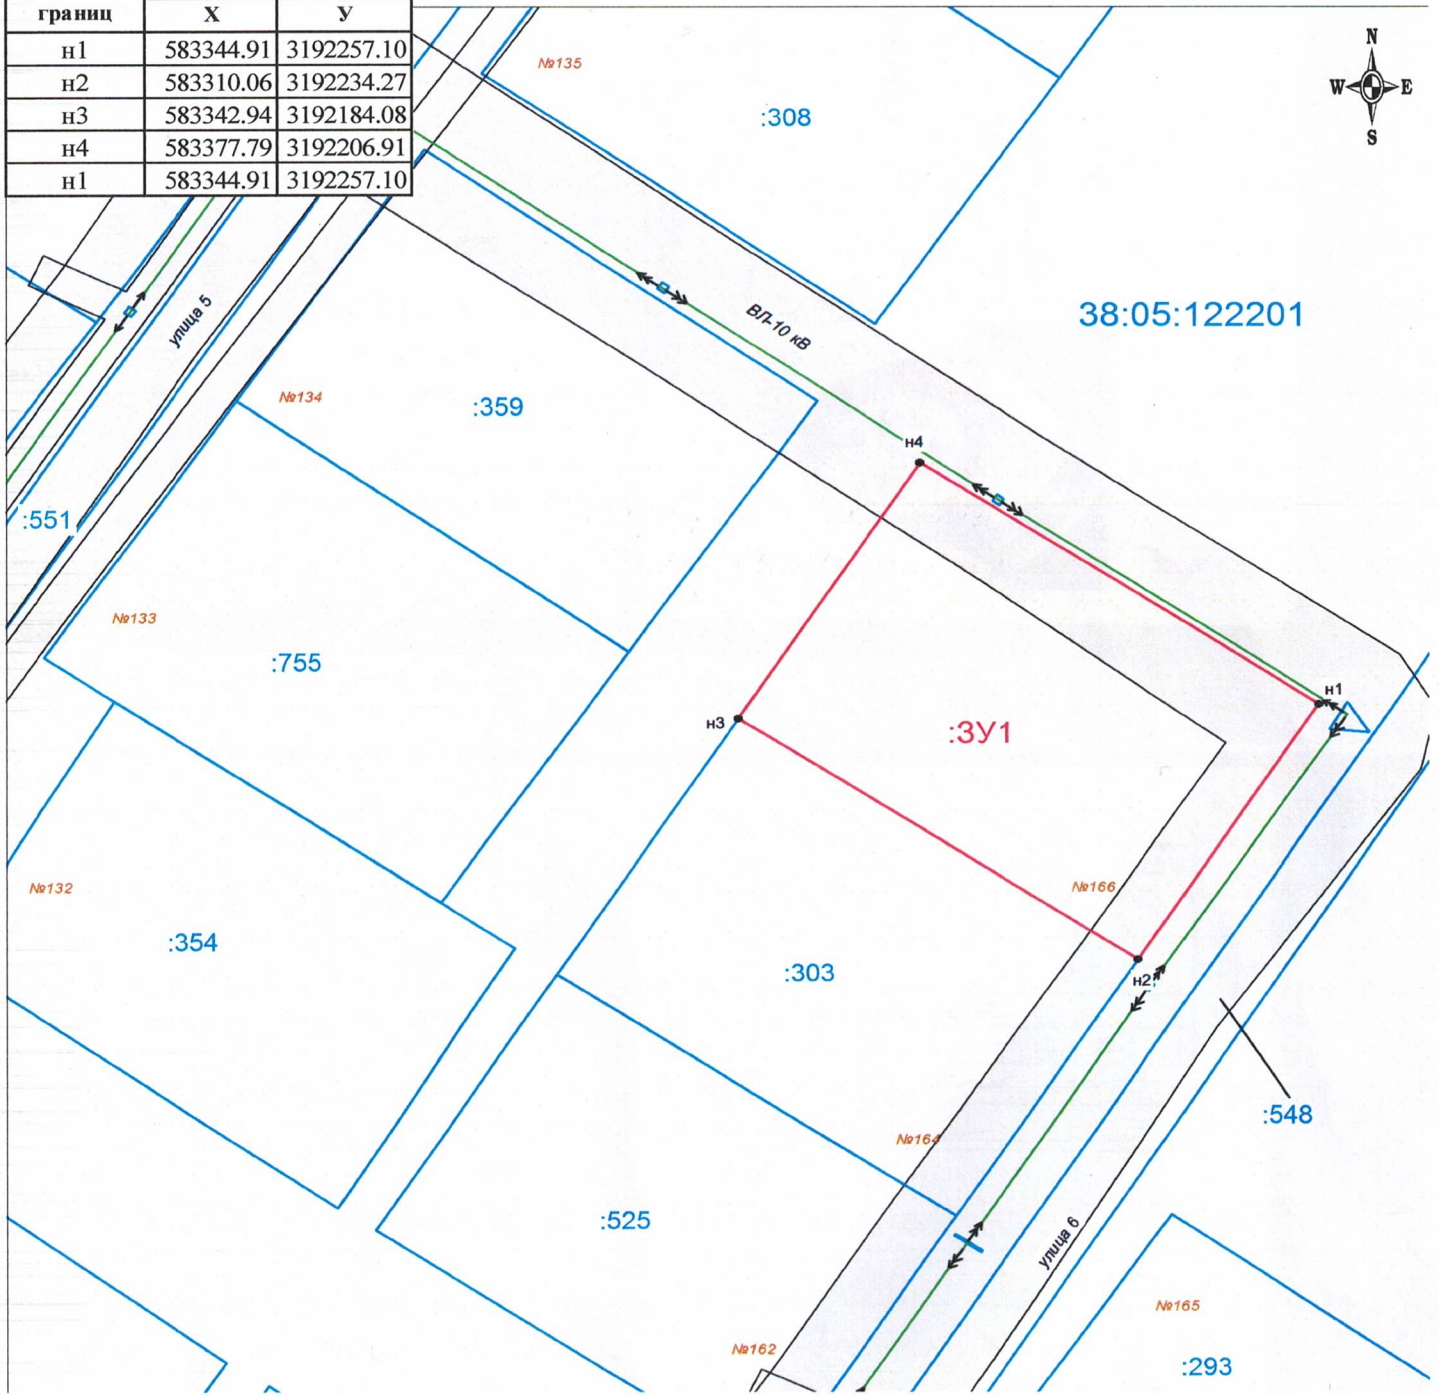 границ X У
н1 583344.91 3192257.10
н2 583310.06 3192234.27
н3 583342.94 3192184.08
н4 583377.79 3192206.91
н1 583344.91 3192257.10
№135
:308
N
W E
S
38:05:122201
улица 5
ВЛ-10 кВ
№134
:359
н4
:551
№133
:755
н3
:ЗУ1
н1
№132
:354
№166
:303
н2
:548
№164
:525
улица 6
№165
№162
:293